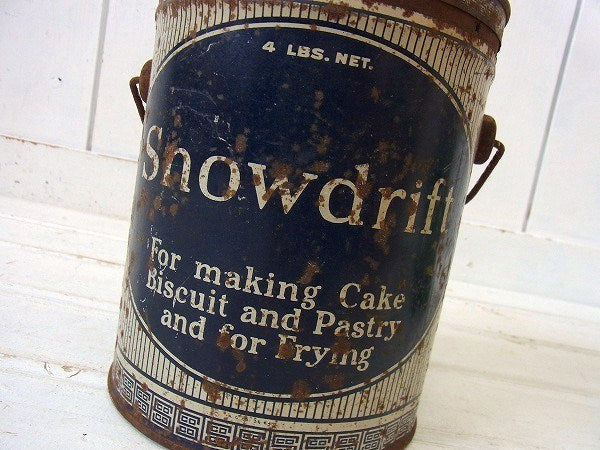 4 LBS. NET.
Snowdrift
For making Cake
Biscuit and Pastry
and for Frying